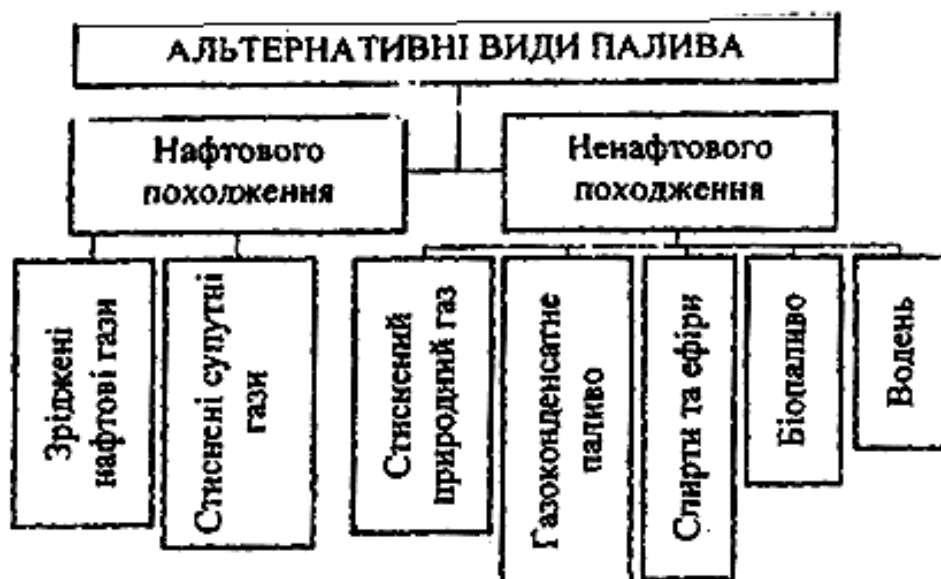 АЛЬТЕРНАТИВНІ ВИДИ ПАЛИВА
Нафтового
походження
Ненафтового
походження
Зріджені
нафтові гази
Стиснені супутні
гази
Стиснений
природний газ
Газоконденсатне
паливо
Спирти та ефіри
Біопаливо
Водень